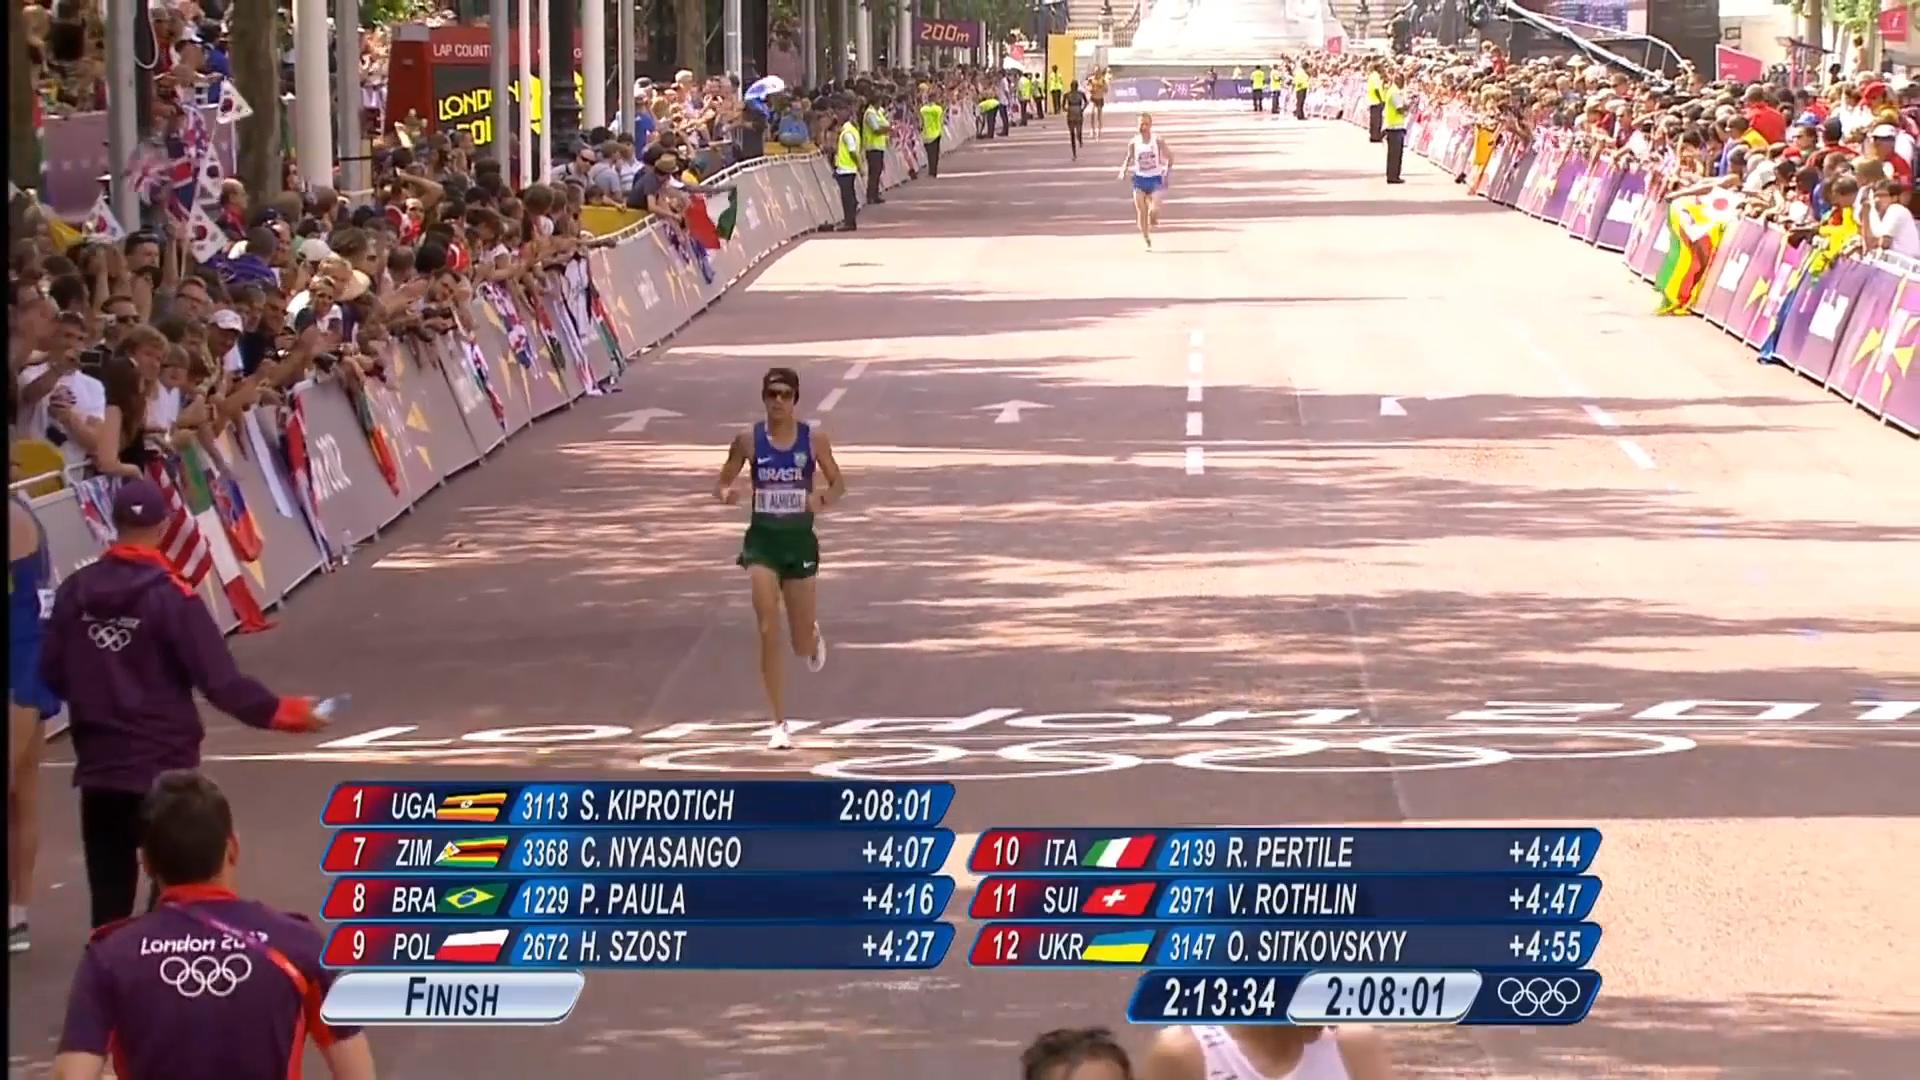 200m
LAP COUNT
LOND
BRASIL
ALMEIDA
London 201
1 UGA 3113 S. KIPROTICH 2:08:01
7 ZIM 3368 C. NYASANGO +4:07
8 BRA 1229 P. PAULA +4:16
9 POL 2672 H. SZOST +4:27
10 ITA 2139 R. PERTILE +4:44
11 SUI 2971 V. ROTHLIN +4:47
12 UKR 3147 O. SITKOVSKYY +4:55
London 2012
FINISH
2:13:34 2:08:01